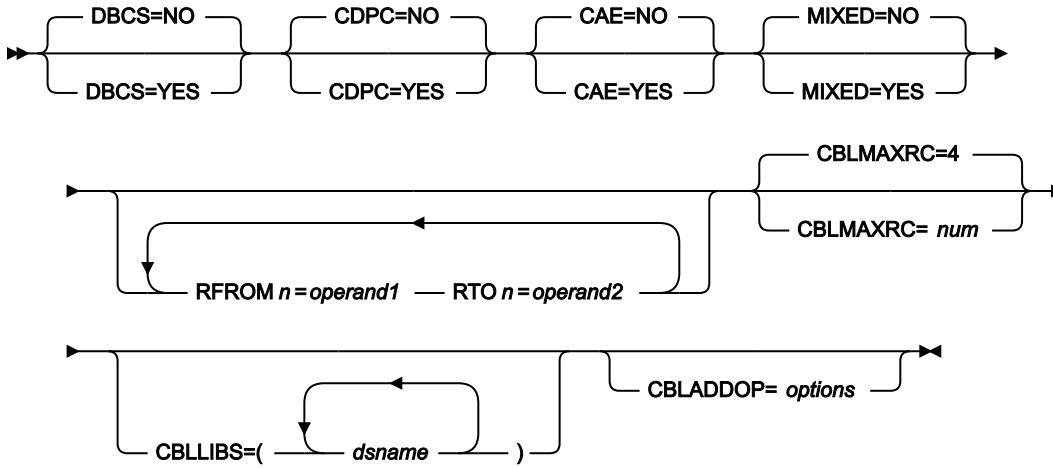 DBCS=NO CDPC=NO CAE=NO MIXED=NO
DBCS=YES CDPC=YES CAE=YES MIXED=YES
CBLMAXRC=4
CBLMAXRC= num
RFROM n=operand1 RTO n=operand2
CBLADDOP= options
CBLLIBS=( dsname )